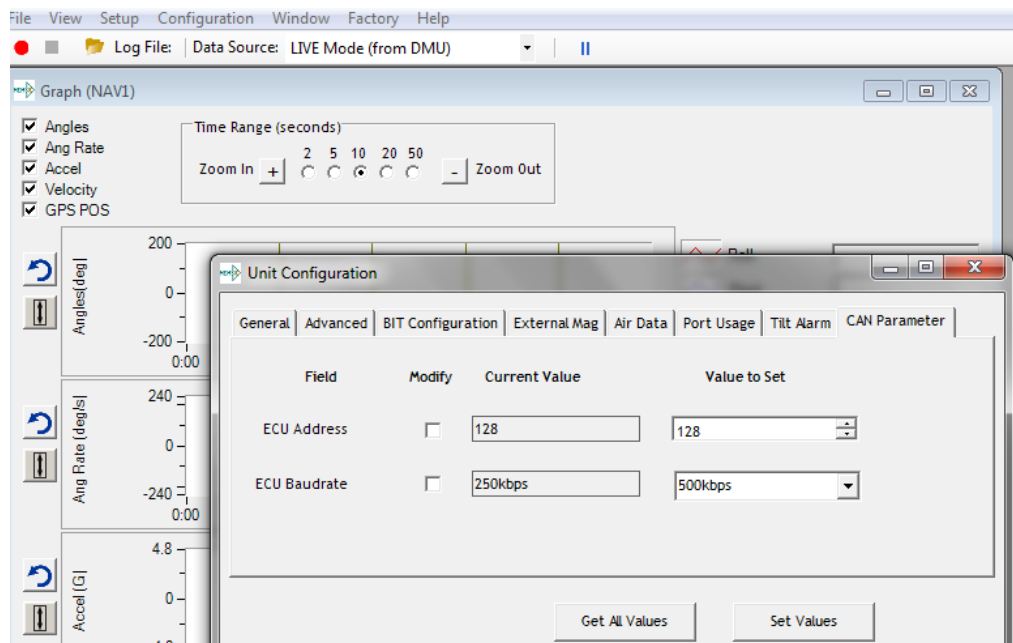 File View Setup Configuration Window Factory Help
Log File: Data Source: LIVE Mode (from DMU)
Graph (NAV1)
Angles
Ang Rate
Accel
Velocity
GPS POS
Time Range (seconds)
2 5 10 20 50
Zoom In + - Zoom Out
200
0
-200
0:00
Angles(deg)
Unit Configuration
General Advanced BIT Configuration External Mag Air Data Port Usage Tilt Alarm CAN Parameter
Field Modify Current Value Value to Set
ECU Address 128 128
ECU Baudrate 250kbps 500kbps
240
0
-240
0:00
Ang Rate (deg/s)
4.8
0
Accel (G)
Get All Values Set Values